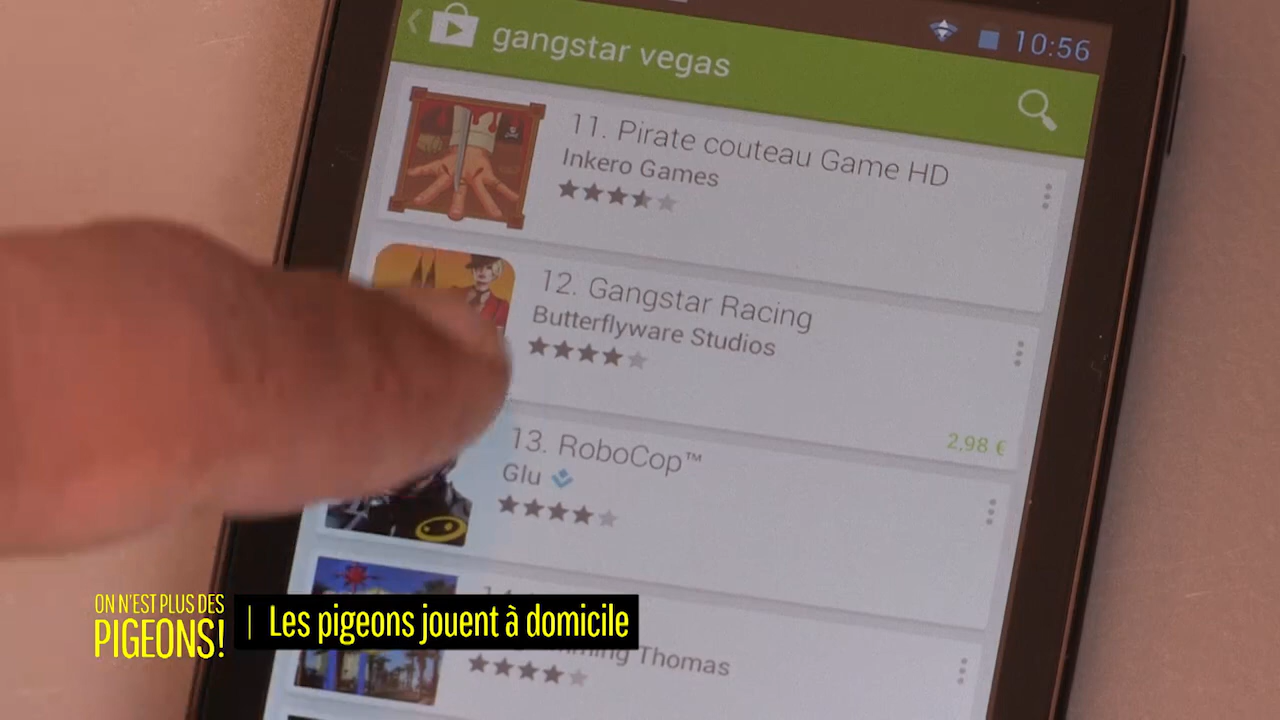 gangstar vegas
10:56
11. Pirate couteau Game HD
Inkero Games
12. Gangstar Racing
Butterflyware Studios
2,98 €
13. RoboCop™
Glu
Thomas
ON N'EST PLUS DES
PIGEONS!
Les pigeons jouent à domicile